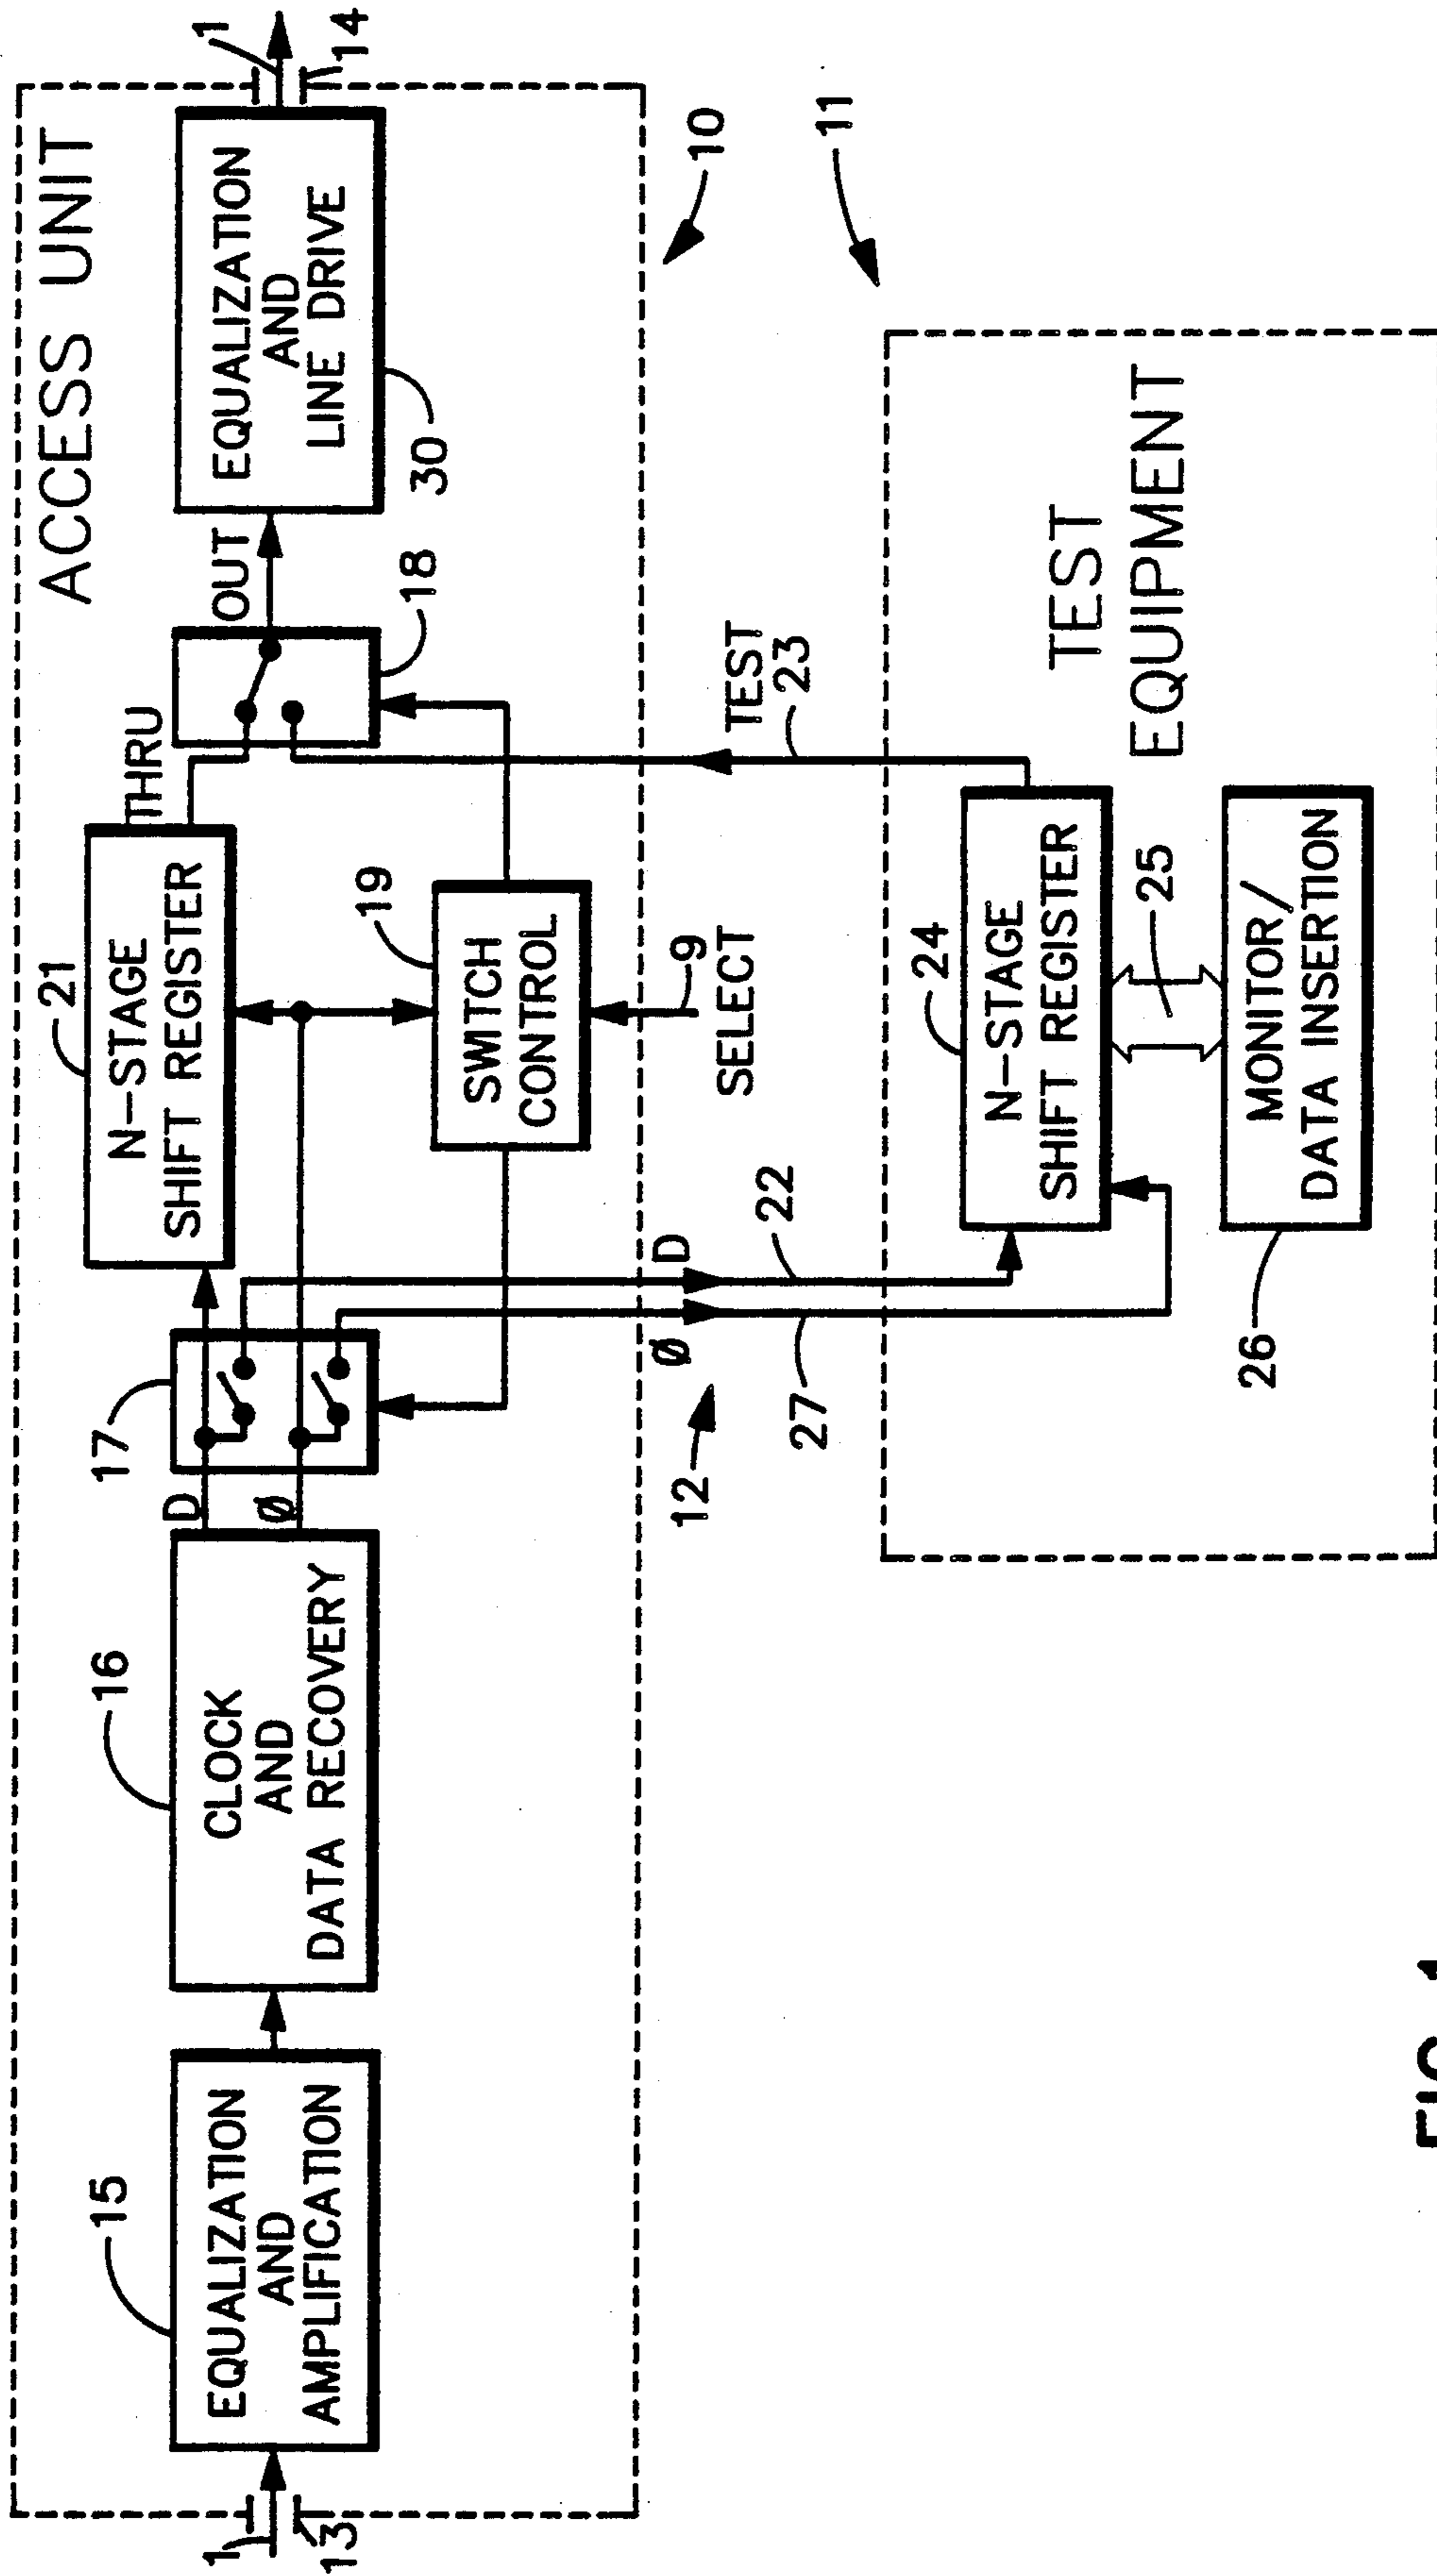 ACCESS UNIT
1
13
15
EQUALIZATION
AND
AMPLIFICATION
16
CLOCK
AND
DATA RECOVERY
D
Ø
17
21
N-STAGE
SHIFT REGISTER
THRU
19
SWITCH
CONTROL
9
SELECT
18
OUT
EQUALIZATION
AND
LINE DRIVE
30
1
14
10
11
12
Ø
D
22
27
TEST
23
24
N-STAGE
SHIFT REGISTER
25
MONITOR/
DATA INSERTION
26
TEST
EQUIPMENT